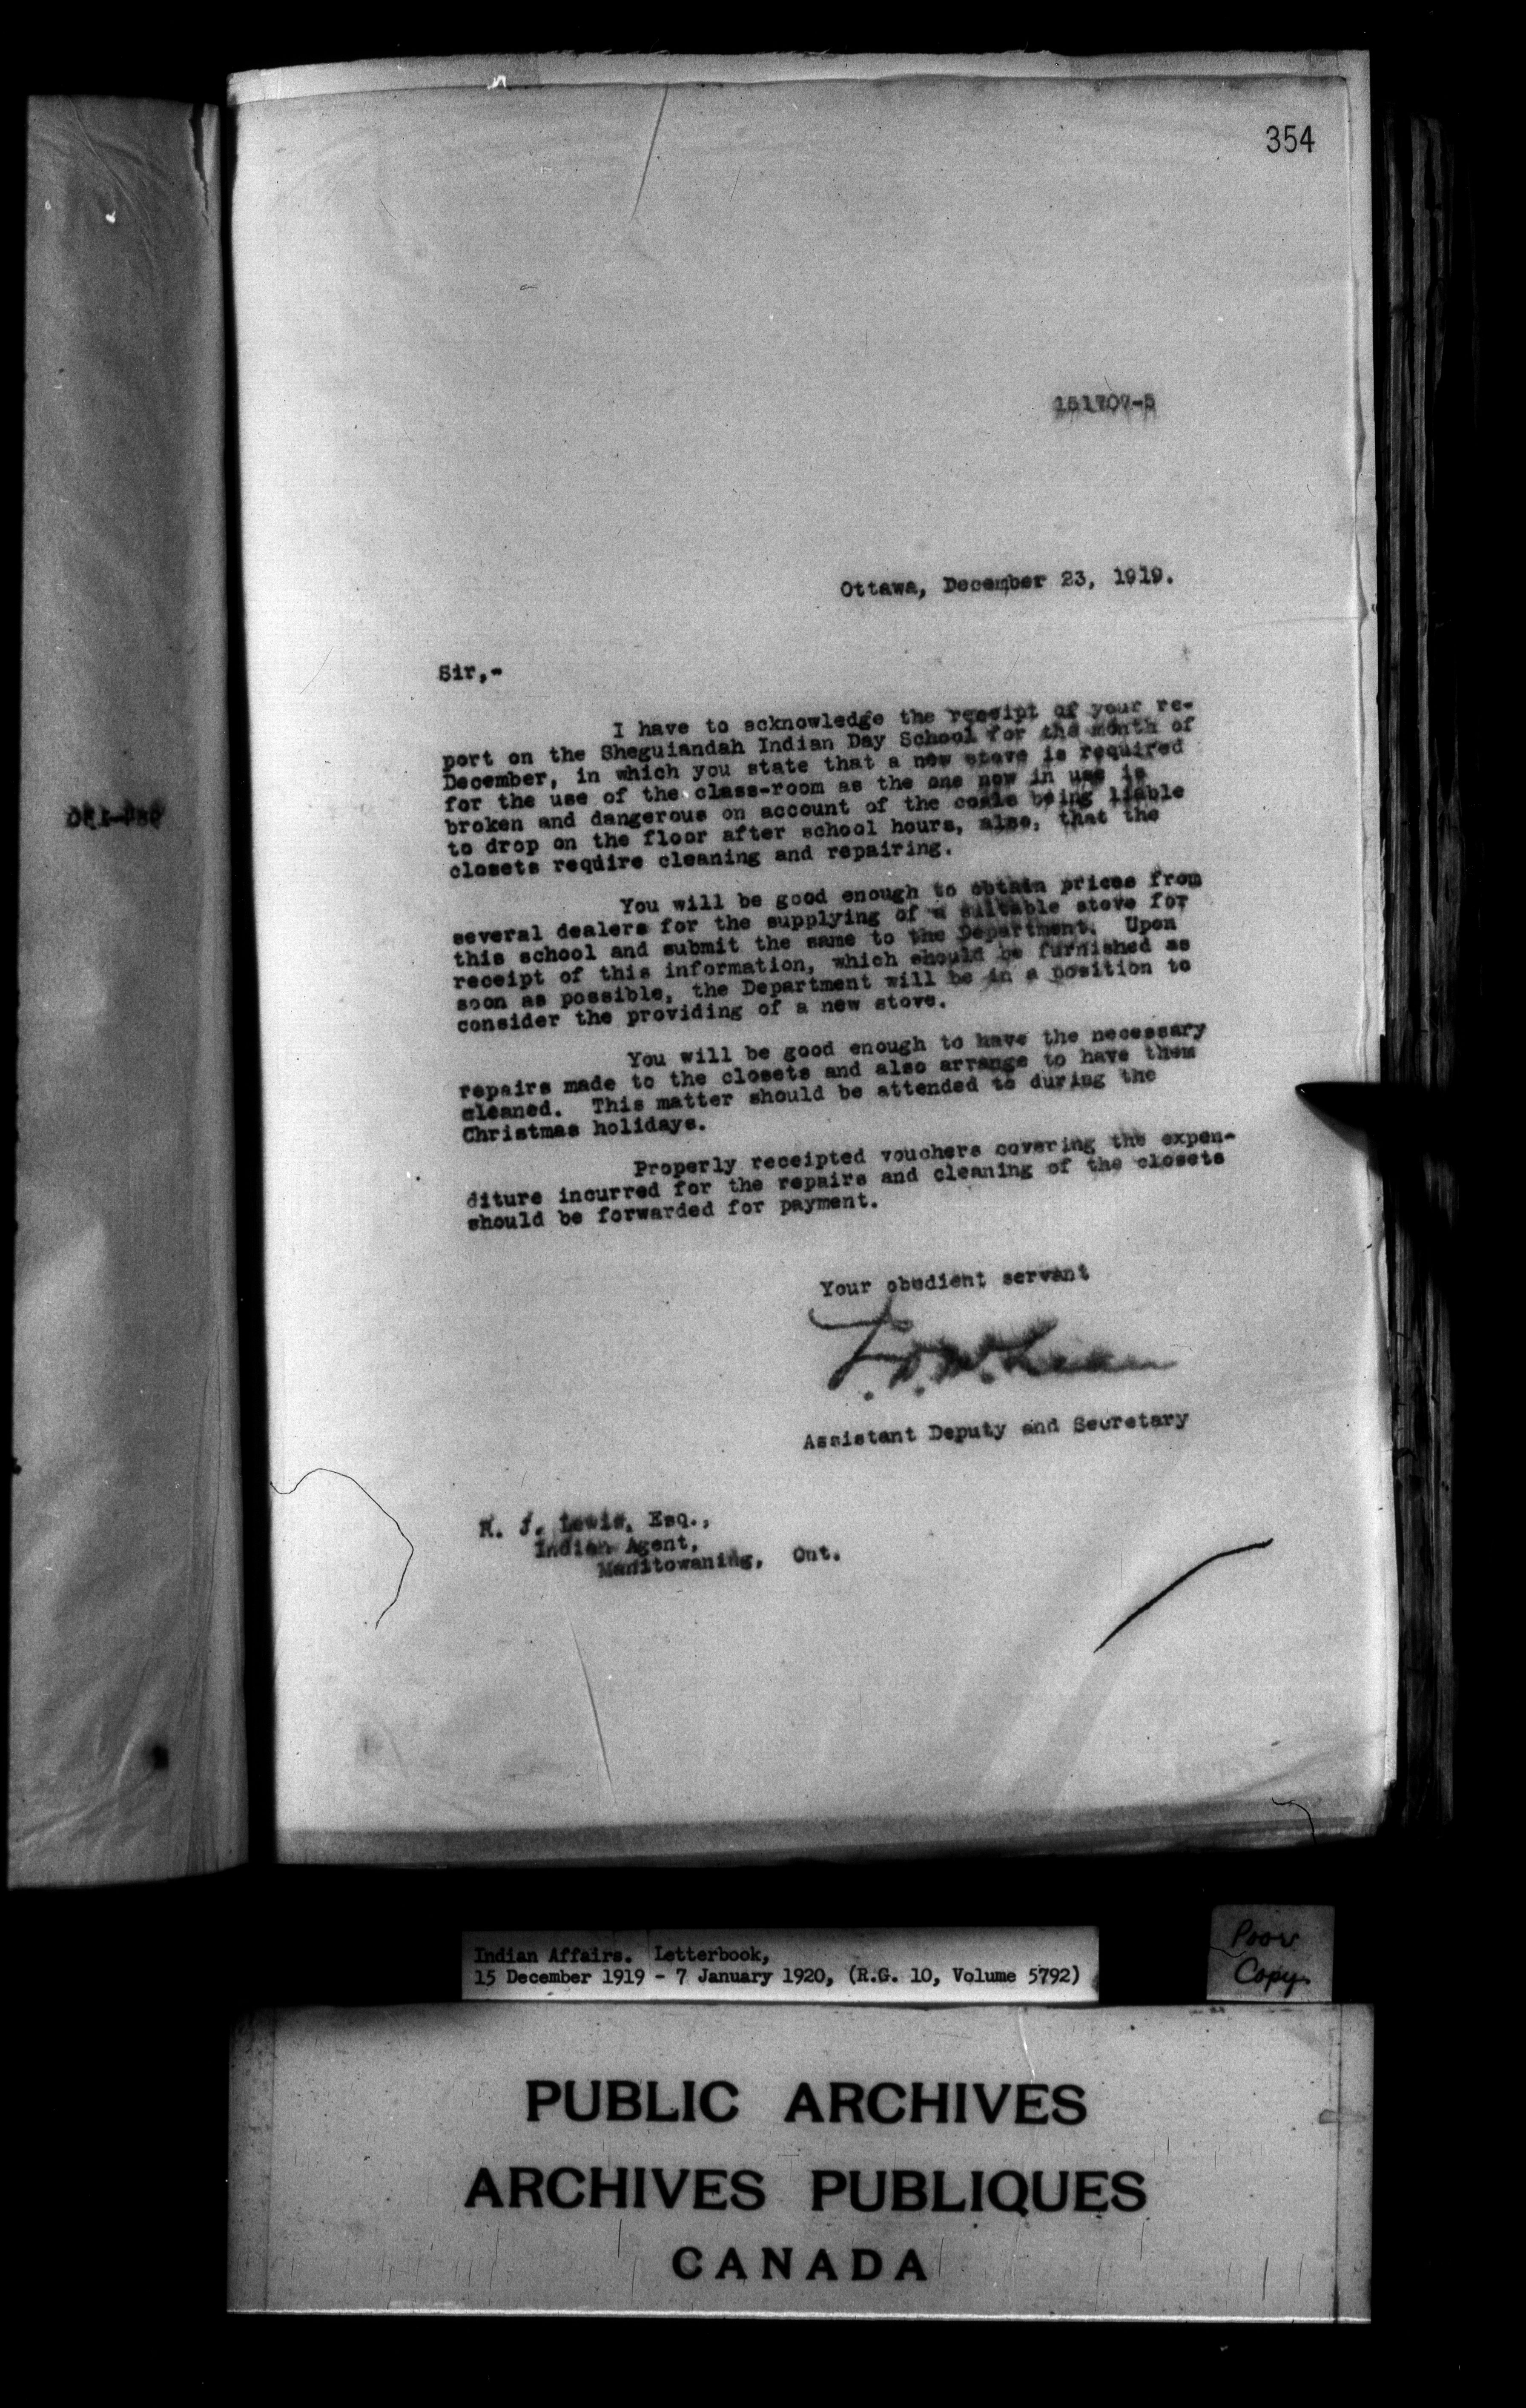 354
151707-5
Ottawa, December 23, 1919.
Sir,-
I have to acknowledge the receipt of your re-
port on the Sheguiandah Indian Day School for the month of
December, in which you state that a new stove is required
for the use of the class-room as the one now in use is
broken and dangerous on account of the coals being liable
to drop on the floor after school hours, also, that the
closets require cleaning and repairing.
You will be good enough to obtain prices from
several dealers for the supplying of a suitable stove for
this school and submit the same to the Department. Upon
receipt of this information, which should be furnished as
soon as possible, the Department will be in a position to
consider the providing of a new stove.
You will be good enough to have the necessary
repairs made to the closets and also arrange to have them
cleaned. This matter should be attended to during the
Christmas holidays.
Properly receipted vouchers covering the expen-
diture incurred for the repairs and cleaning of the closets
should be forwarded for payment.
Your obedient servant
Assistant Deputy and Secretary
R. J. Lewis, Esq.,
Indian Agent,
Manitowaning, Ont.
Indian Affairs. Letterbook,
15 December 1919 - 7 January 1920, (R.G. 10, Volume 5792)
Poor
Copy
PUBLIC ARCHIVES
ARCHIVES PUBLIQUES
CANADA